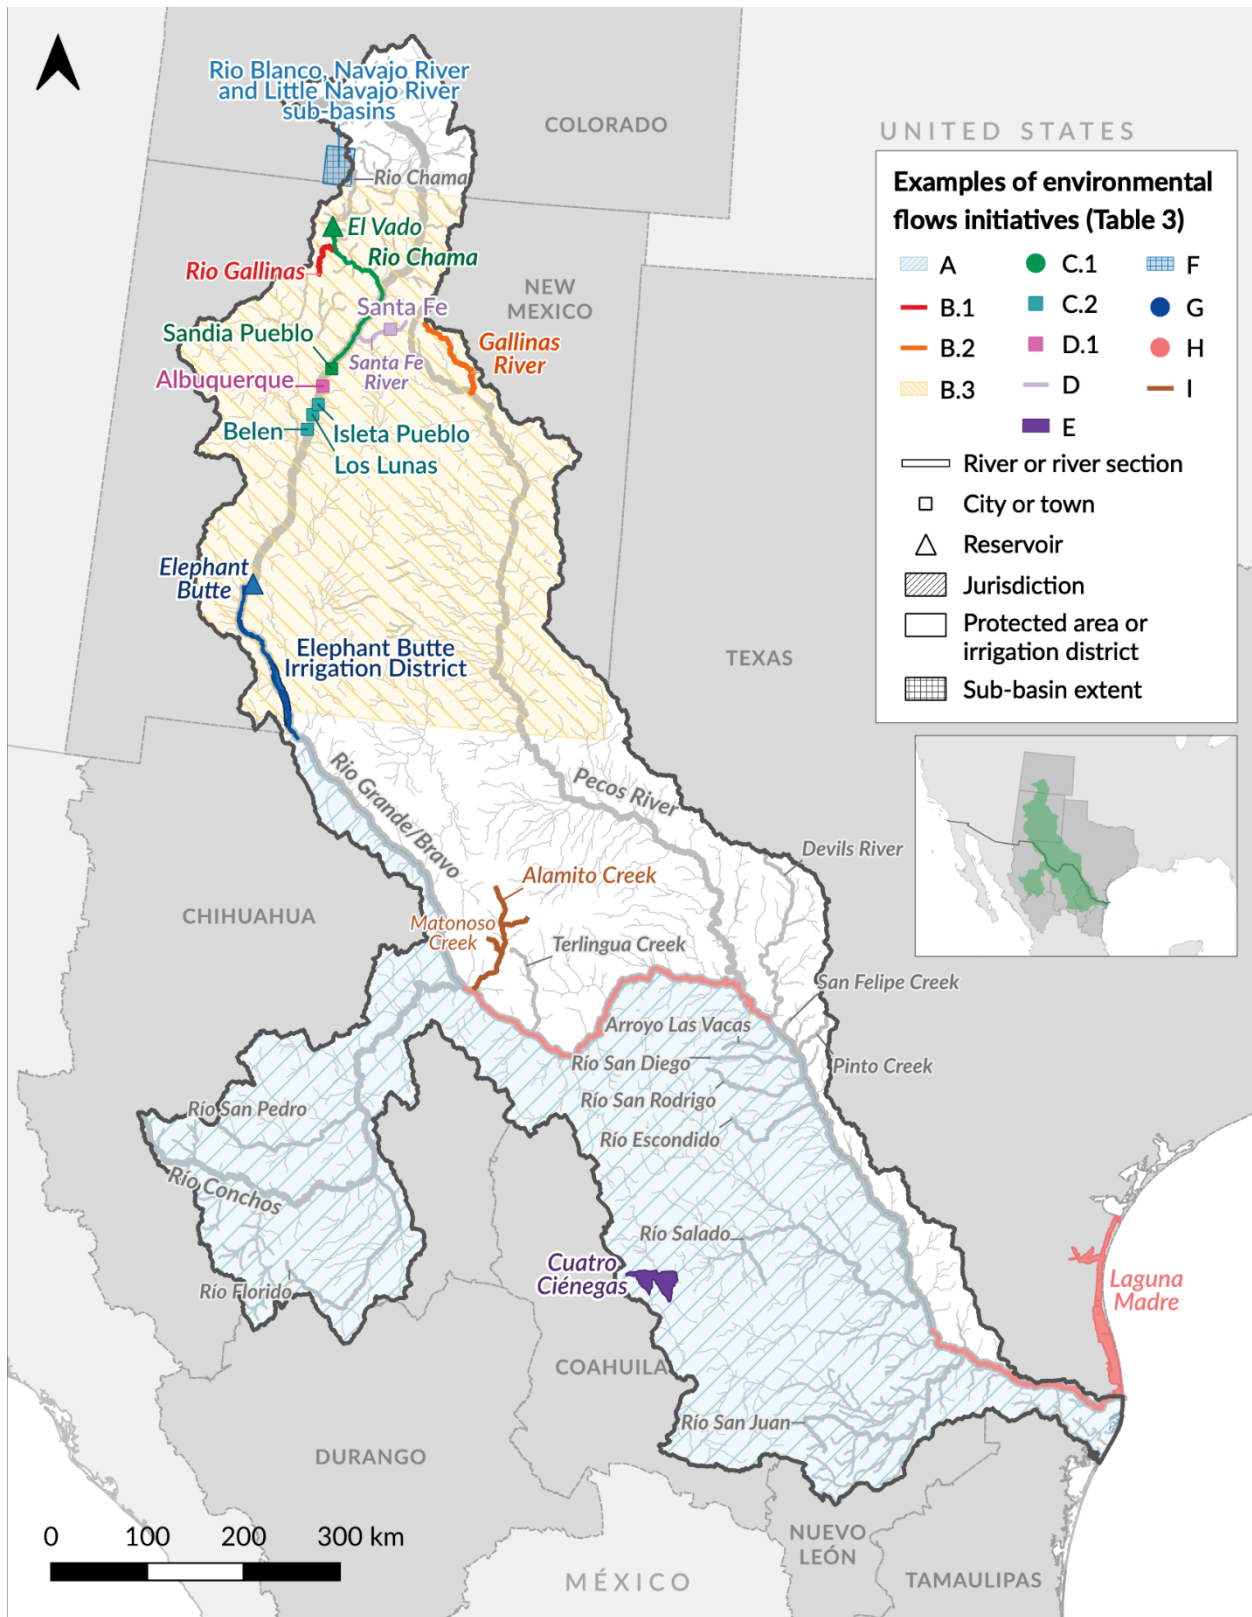 Rio Blanco, Navajo River
and Little Navajo River
sub-basins
COLORADO
UNITED STATES
Rio Chama
El Vado
Rio Chama
Rio Gallinas
NEW
MEXICO
Santa Fe
Sandia Pueblo
Santa Fe
River
Gallinas
River
Albuquerque
Belen
Isleta Pueblo
Los Lunas
Elephant
Butte
Elephant Butte
Irrigation District
TEXAS
Examples of environmental
flows initiatives (Table 3)
A
C.1
F
B.1
C.2
G
B.2
D.1
H
B.3
D
I
E
River or river section
City or town
Reservoir
Jurisdiction
Protected area or
irrigation district
Sub-basin extent
Rio Grande/Bravo
Pecos River
Devils River
CHIHUAHUA
Alamito Creek
Matonoso
Creek
Terlingua Creek
San Felipe Creek
Arroyo Las Vacas
Río San Diego
Pinto Creek
Río San Rodrigo
Río San Pedro
Río Escondido
Río Conchos
Río Salado
Cuatro
Ciénegas
Río Florido
Laguna
Madre
COAHUILA
Río San Juan
DURANGO
0 100 200 300 km
NUEVO
LEÓN
MÉXICO
TAMAULIPAS